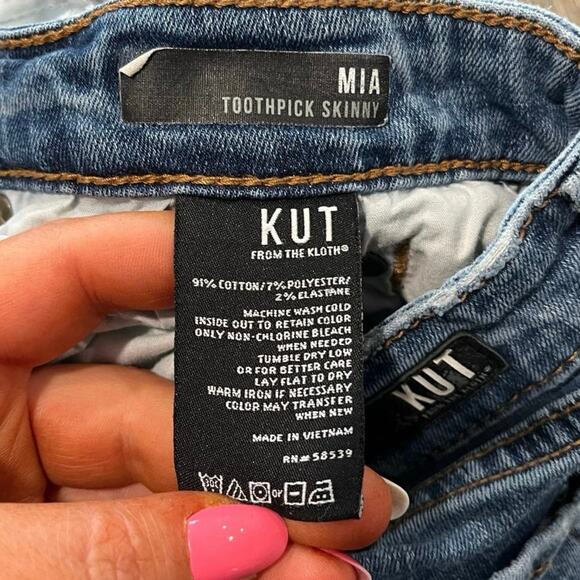 MIA
TOOTHPICK SKINNY
KUT
FROM THE KLOTH®
91% COTTON/7% POLYESTER/
2% ELASTANE
MACHINE WASH COLD
INSIDE OUT TO RETAIN COLOR
ONLY NON-CHLORINE BLEACH
WHEN NEEDED
TUMBLE DRY LOW
OR FOR BETTER CARE
LAY FLAT TO DRY
WARM IRON IF NECESSARY
COLOR MAY TRANSFER
WHEN NEW
MADE IN VIETNAM
RN# 58539
or
KUT